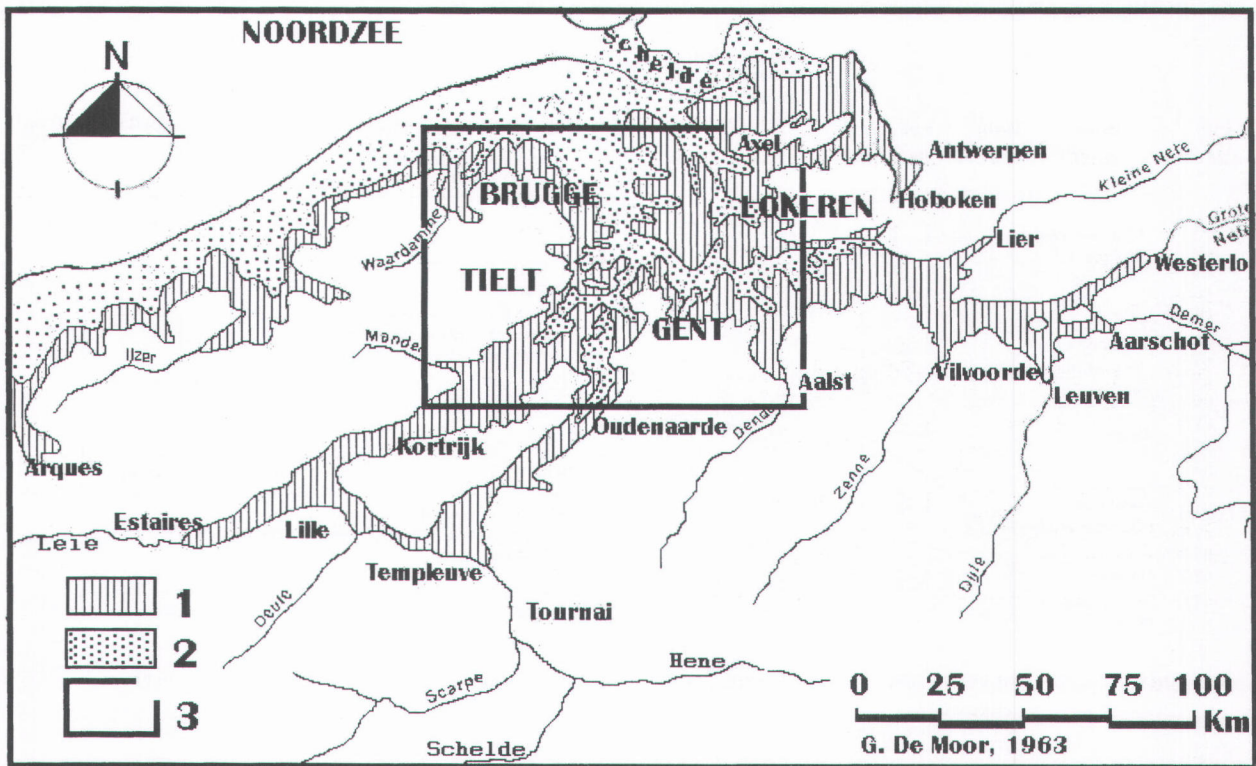 NOORDZEE
N
Schelde
Axel
Antwerpen
Kleine Nete
BRUGGE
LOKEREN
Hoboken
Grote Nete
Waardamme
Lier
Westerlo
TIELT
IJzer
Mandel
GENT
Demer
Aarschot
Vilvoorde
Aalst
Leuven
Oudenaarde
Kortrijk
Zenne
Arques
Estaires
Leie
Lille
Dijle
Templeuve
1
Deule
Tournai
2
Hene
Scarpe
3
0 25 50 75 100
Km
Schelde
G. De Moor, 1963